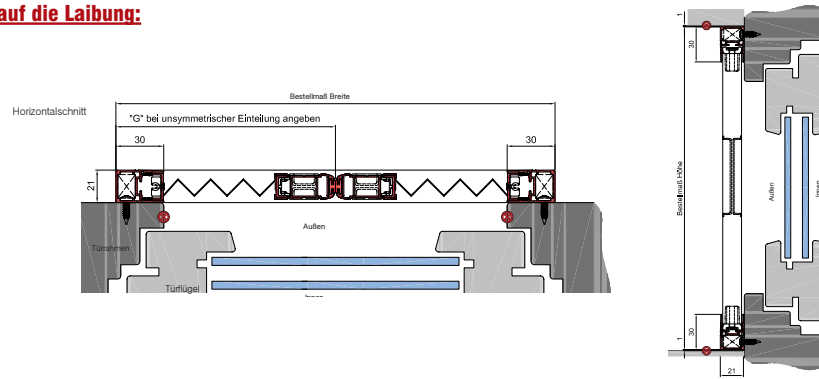 auf die Laibung:
Horizontalschnitt
Bestellmaß Breite
"G" bei unsymmetrischer Einteilung angeben
30
30
21
Außen
Türrahmen
Türflügel
Innen
1
30
Bestellmaß Höhe
Außen
Innen
30
1
21